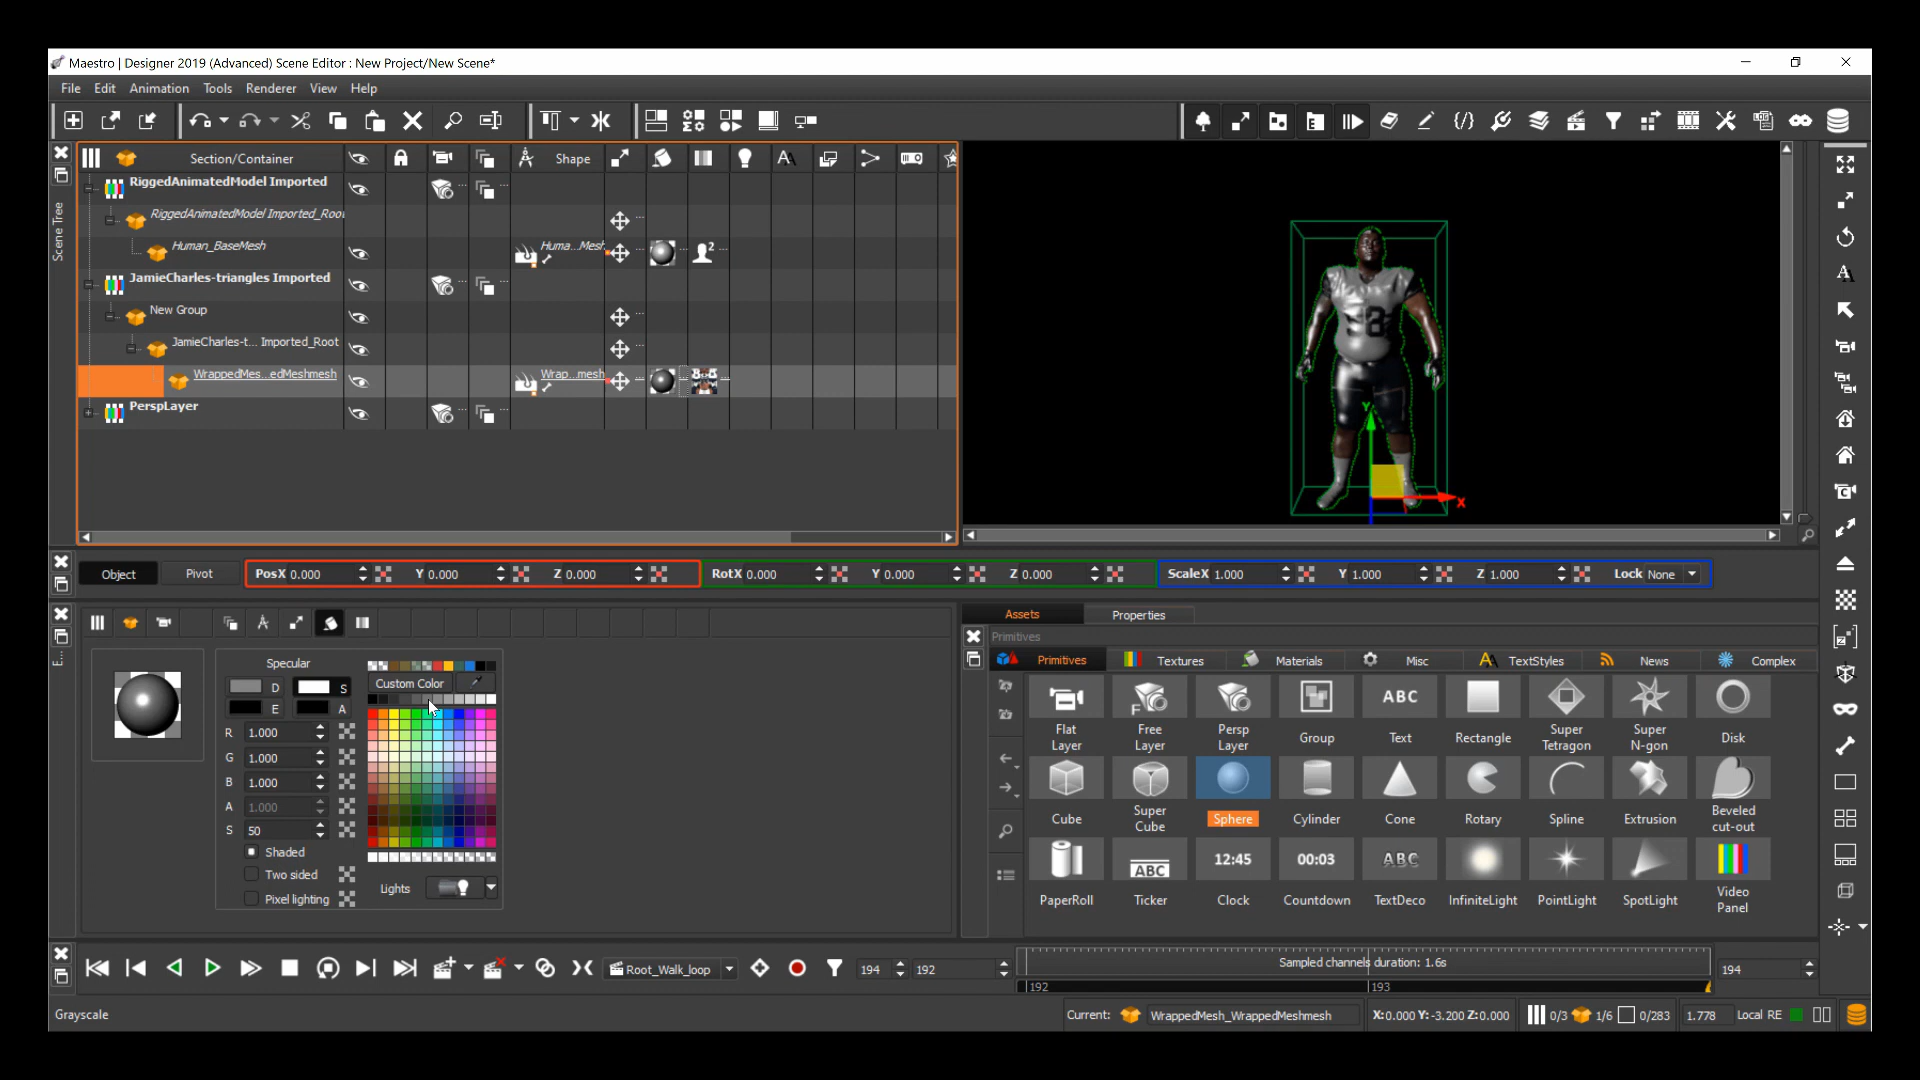 Maestro | Designer 2019 (Advanced) Scene Editor : New Project/New Scene*
File Edit Animation Tools Renderer View Help
Section/Container Shape
RiggedAnimatedModel Imported
RiggedAnimatedModel Imported_Root
Human_BaseMesh Huma...Mesh
JamieCharles-triangles Imported
New Group
JamieCharles-t... Imported_Root
WrappedMes...edMeshmesh Wrap...mesh
PerspLayer
Scene Tree
Y
X
Object Pivot PosX 0.000 Y 0.000 Z 0.000 RotX 0.000 Y 0.000 Z 0.000 ScaleX 1.000 Y 1.000 Z 1.000 Lock None
E...
Specular
D S
E A
R 1.000
G 1.000
B 1.000
A 1.000
S 50
Shaded
Two sided
Pixel lighting
Custom Color
Lights
Assets Properties
Primitives
Primitives Textures Materials Misc TextStyles News Complex
Flat Layer Free Layer Persp Layer Group Text Rectangle Super Tetragon Super N-gon Disk
Cube Super Cube Sphere Cylinder Cone Rotary Spline Extrusion Beveled cut-out
PaperRoll Ticker Clock Countdown TextDeco InfiniteLight PointLight SpotLight Video Panel
ABC
ABC 12:45 00:03 ABC
Root_Walk_loop 194 192 Sampled channels duration: 1.6s 194
192 193
Grayscale Current: WrappedMesh_WrappedMeshmesh X:0.000 Y:-3.200 Z:0.000 0/3 1/6 0/283 1.778 Local RE